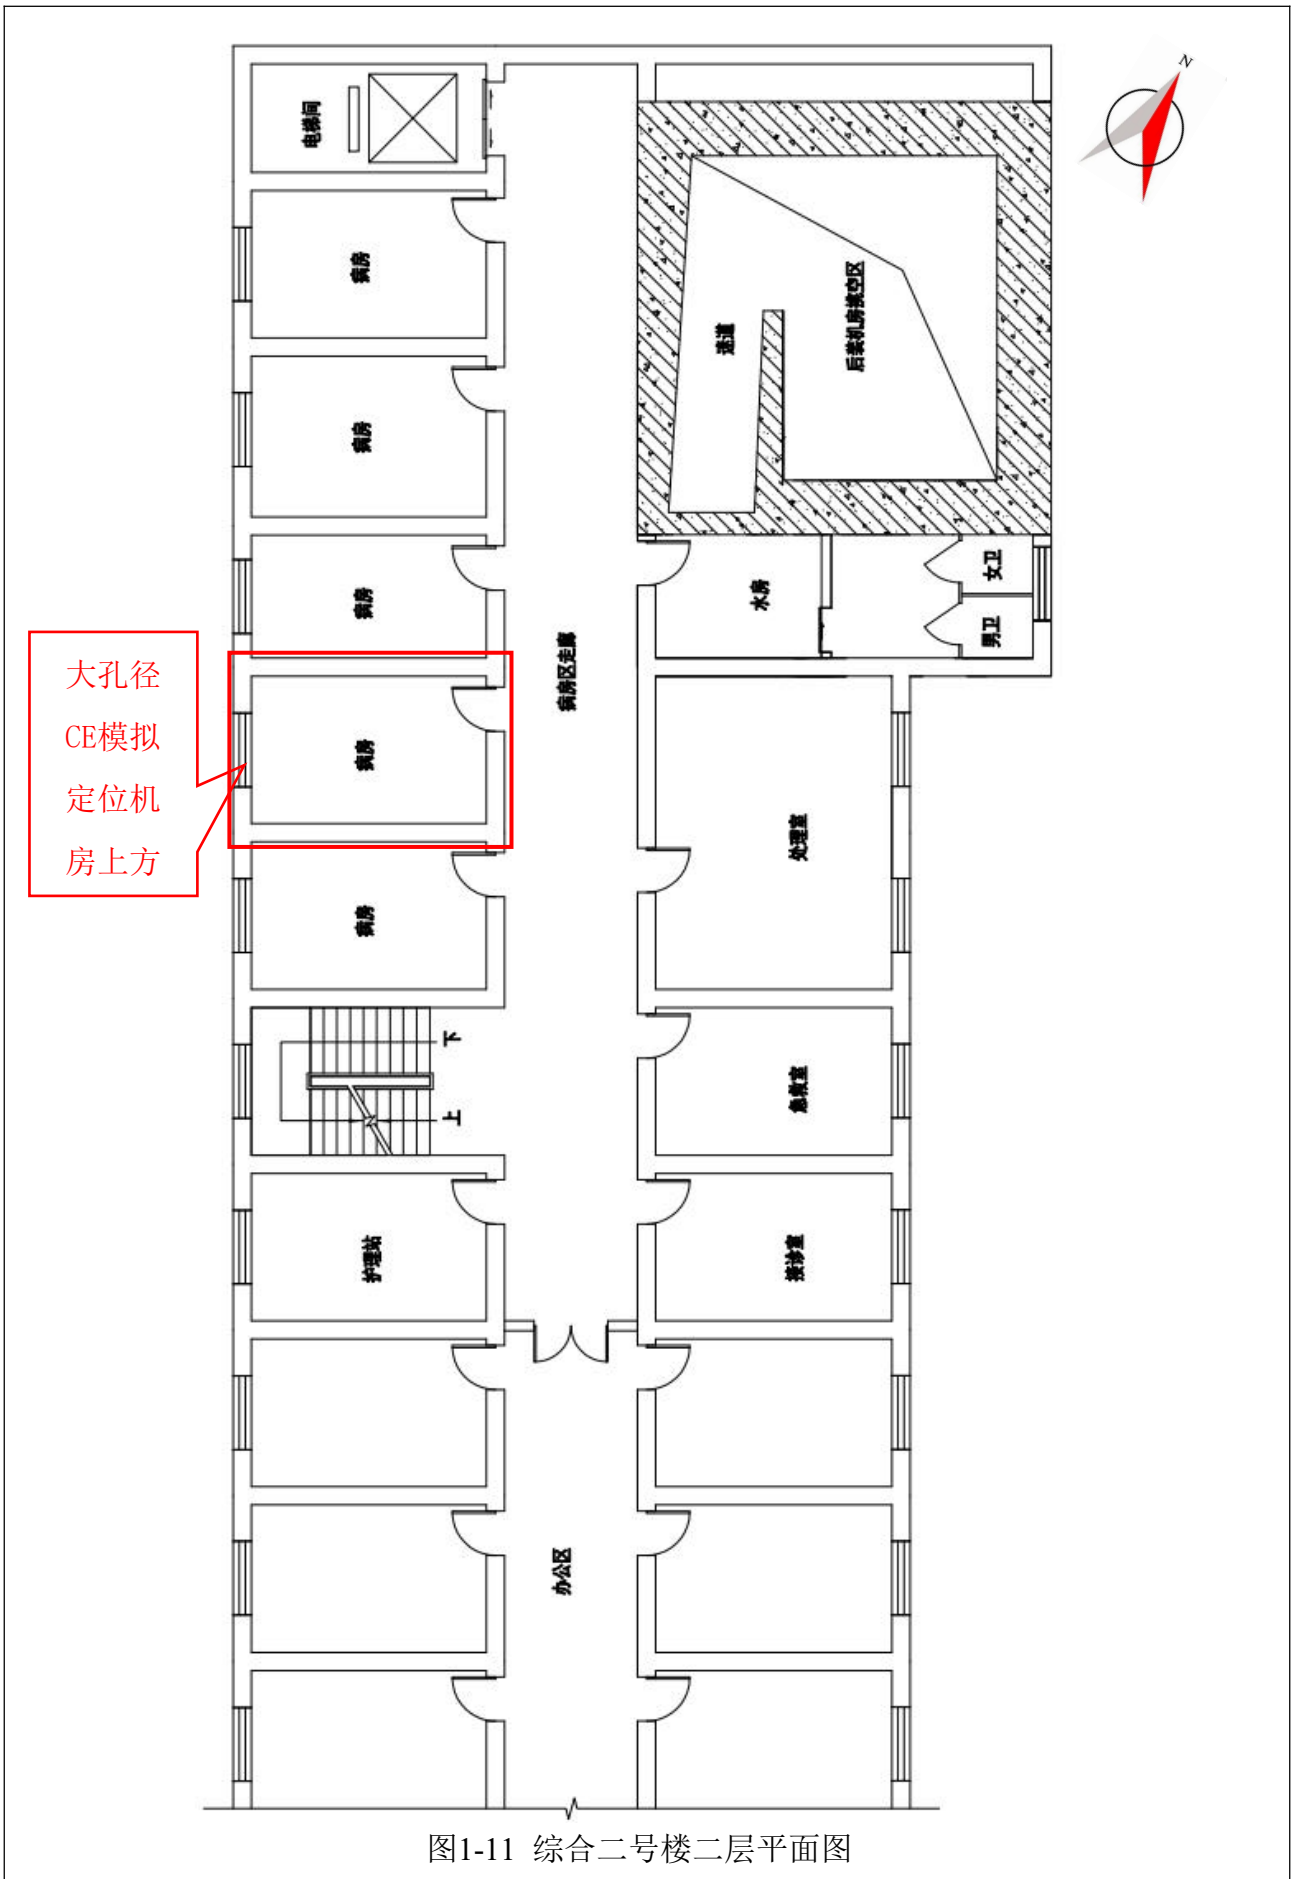 N
电梯间
病房
迷道
后装机房挑空区
病房
病房
水房
女卫
男卫
大孔径
CE模拟
定位机
房上方
病房
病房区走廊
处理室
病房
下
上
急救室
护理站
接诊室
办公区
图1-11 综合二号楼二层平面图